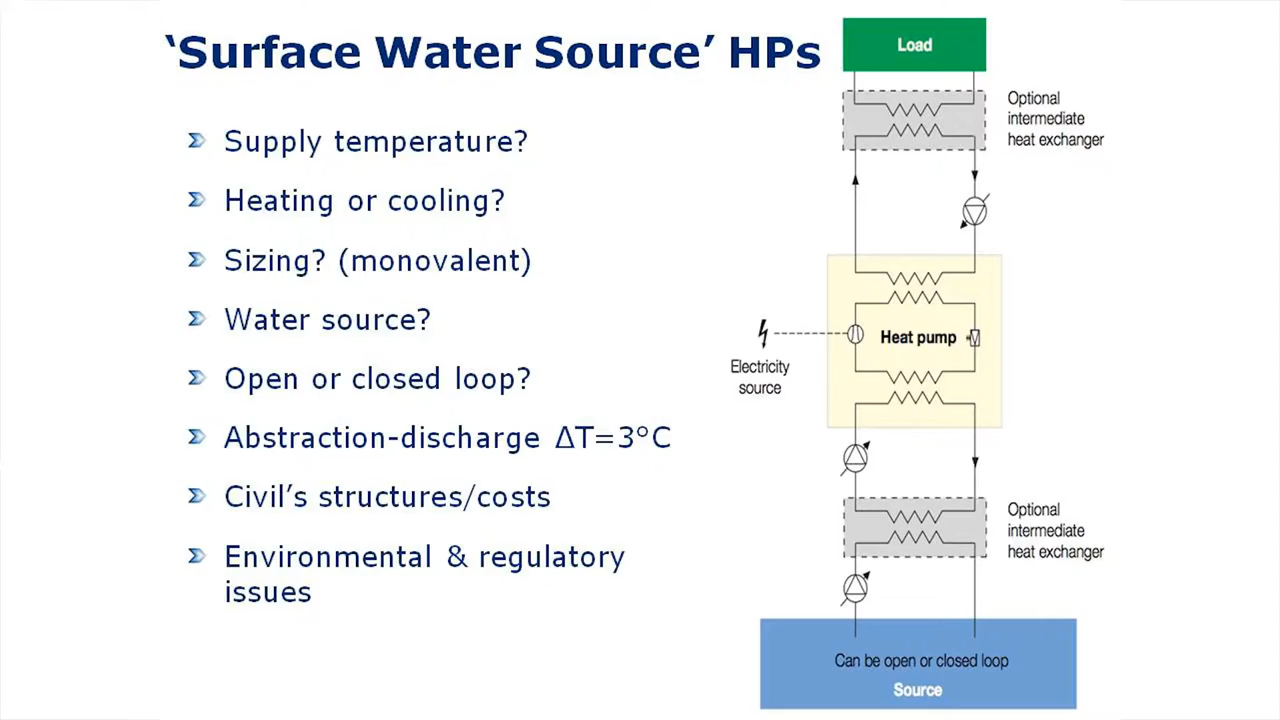 ‘Surface Water Source’ HPs
Supply temperature?
Heating or cooling?
Sizing? (monovalent)
Water source?
Open or closed loop?
Abstraction-discharge ΔT=3°C
Civil’s structures/costs
Environmental & regulatory
issues
Load
Optional
intermediate
heat exchanger
Heat pump
Electricity
source
Optional
intermediate
heat exchanger
Can be open or closed loop
Source